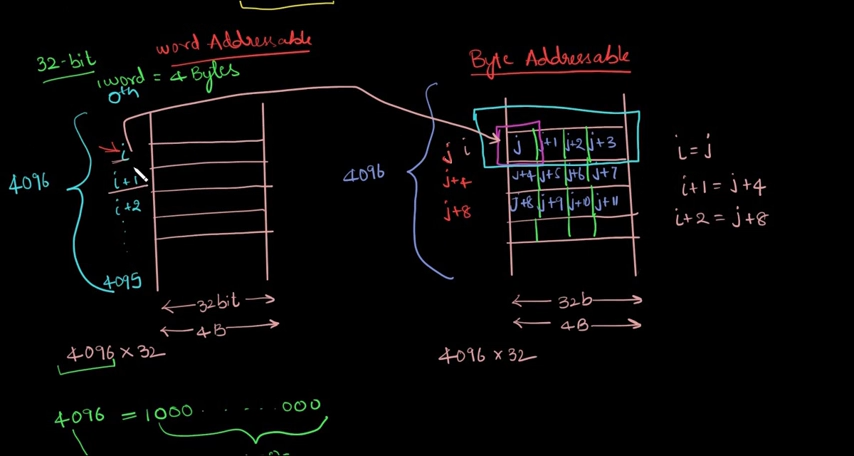 32-bit
word Addressable
1word = 4 Bytes
0th
i
i+1
i+2
4095
4096
32bit
4B
4096 x 32
4096 = 1000 . . . . . 000
Byte Addressable
4096
j i
j+4
j+8
j j+1 j+2 j+3
j+4 j+5 j+6 j+7
j+8 j+9 j+10 j+11
32b
4B
4096 x 32
i = j
i+1 = j+4
i+2 = j+8